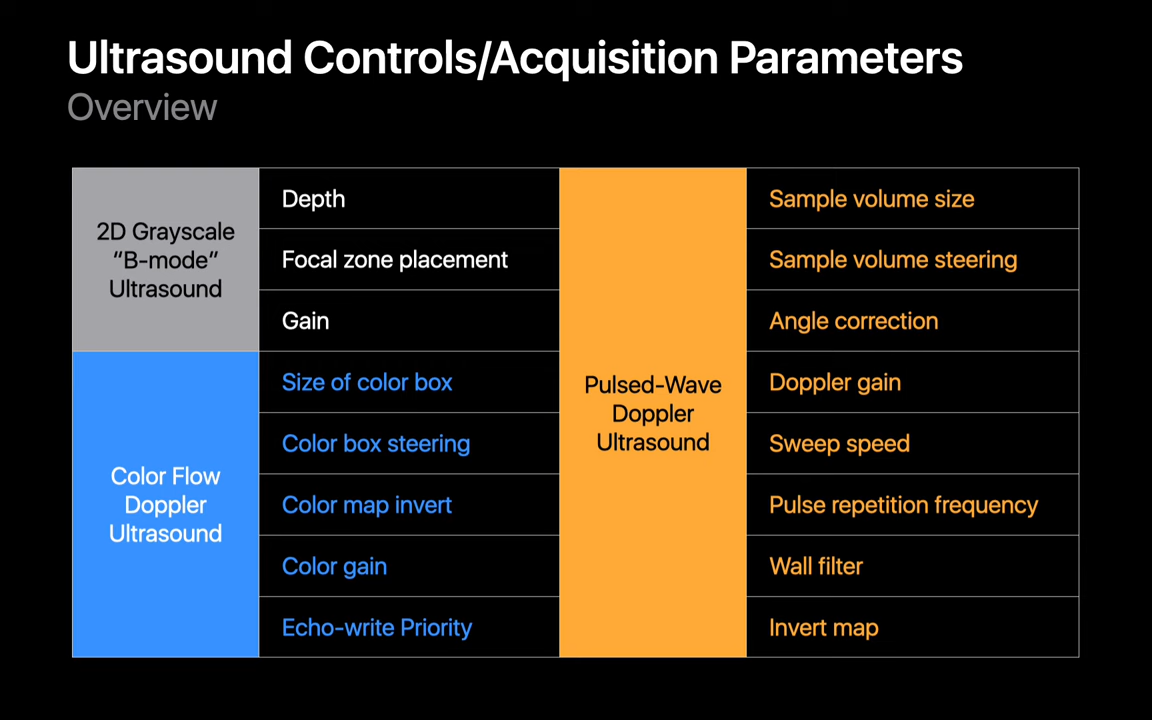 Ultrasound Controls/Acquisition Parameters
Overview
2D Grayscale
“B-mode”
Ultrasound
Depth
Focal zone placement
Gain
Color Flow
Doppler
Ultrasound
Size of color box
Color box steering
Color map invert
Color gain
Echo-write Priority
Pulsed-Wave
Doppler
Ultrasound
Sample volume size
Sample volume steering
Angle correction
Doppler gain
Sweep speed
Pulse repetition frequency
Wall filter
Invert map